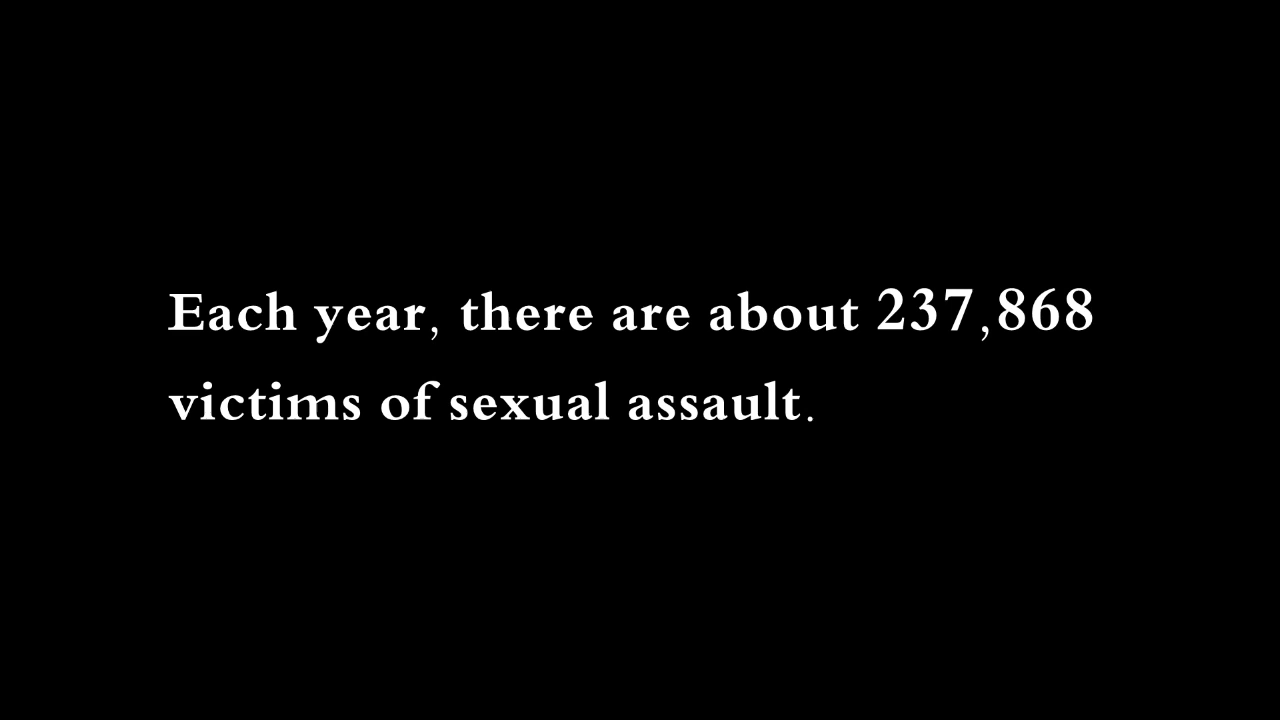 Each year, there are about 237,868
victims of sexual assault.